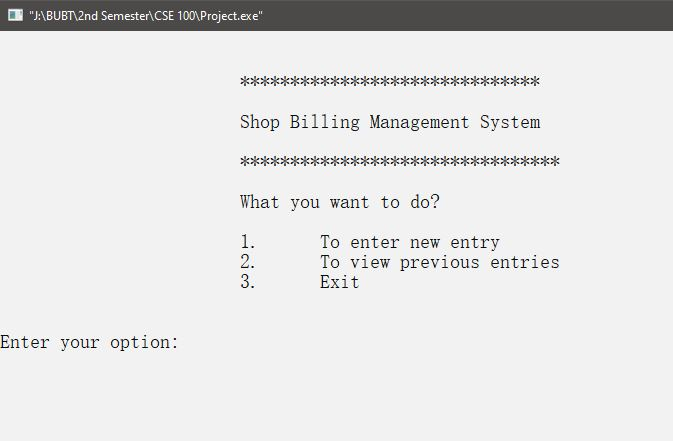 "J:\BUBT\2nd Semester\CSE 100\Project.exe"
******************************
Shop Billing Management System
********************************
What you want to do?
1. To enter new entry
2. To view previous entries
3. Exit
Enter your option: